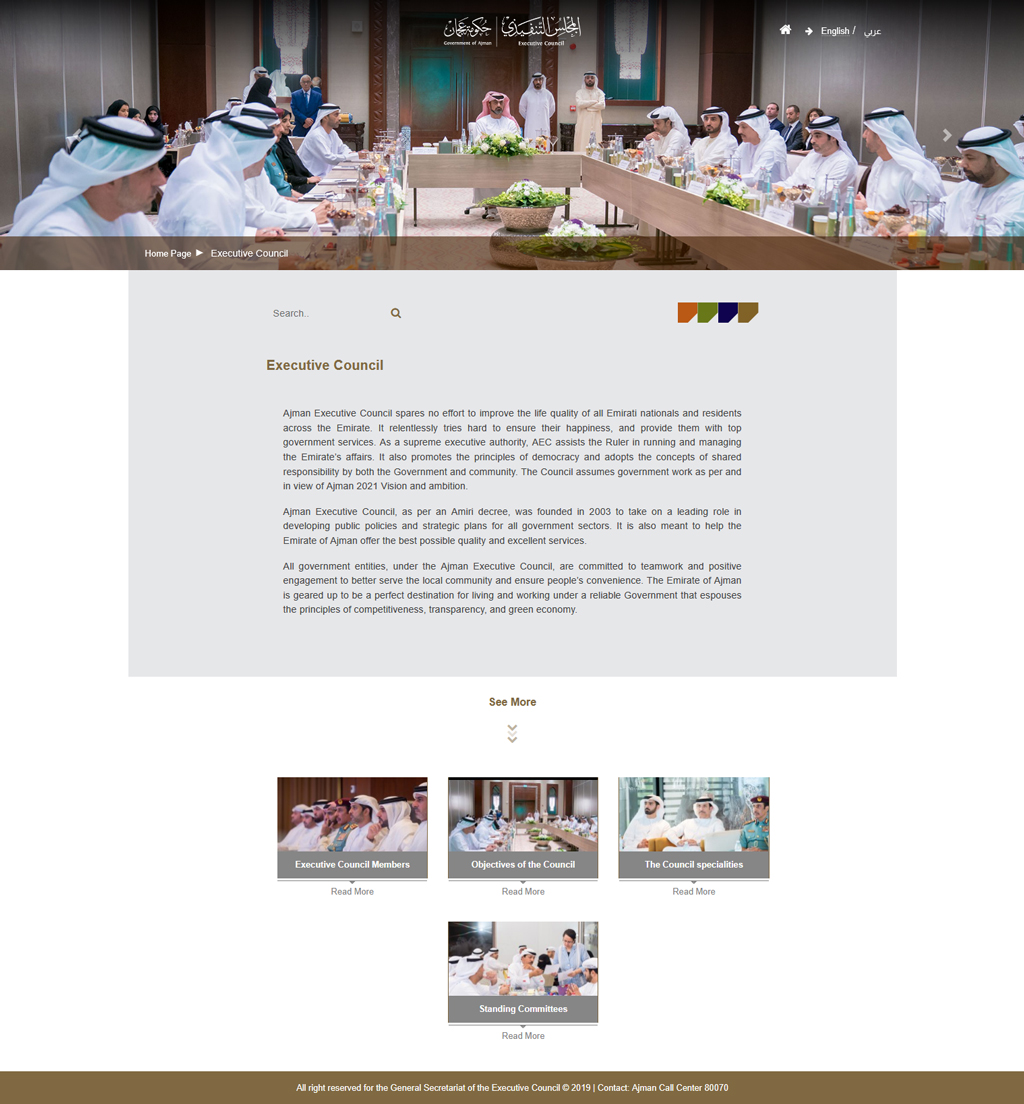 حكومة عجمان
المجلس التنفيذي
Government of Ajman
Executive Council
English / عربي
Home Page ► Executive Council
Search..
Executive Council
Ajman Executive Council spares no effort to improve the life quality of all Emirati nationals and residents
across the Emirate. It relentlessly tries hard to ensure their happiness, and provide them with top
government services. As a supreme executive authority, AEC assists the Ruler in running and managing
the Emirate's affairs. It also promotes the principles of democracy and adopts the concepts of shared
responsibility by both the Government and community. The Council assumes government work as per and
in view of Ajman 2021 Vision and ambition.
Ajman Executive Council, as per an Amiri decree, was founded in 2003 to take on a leading role in
developing public policies and strategic plans for all government sectors. It is also meant to help the
Emirate of Ajman offer the best possible quality and excellent services.
All government entities, under the Ajman Executive Council, are committed to teamwork and positive
engagement to better serve the local community and ensure people's convenience. The Emirate of Ajman
is geared up to be a perfect destination for living and working under a reliable Government that espouses
the principles of competitiveness, transparency, and green economy.
See More
Executive Council Members
Read More
Objectives of the Council
Read More
The Council specialities
Read More
Standing Committees
Read More
All right reserved for the General Secretariat of the Executive Council © 2019 | Contact: Ajman Call Center 80070